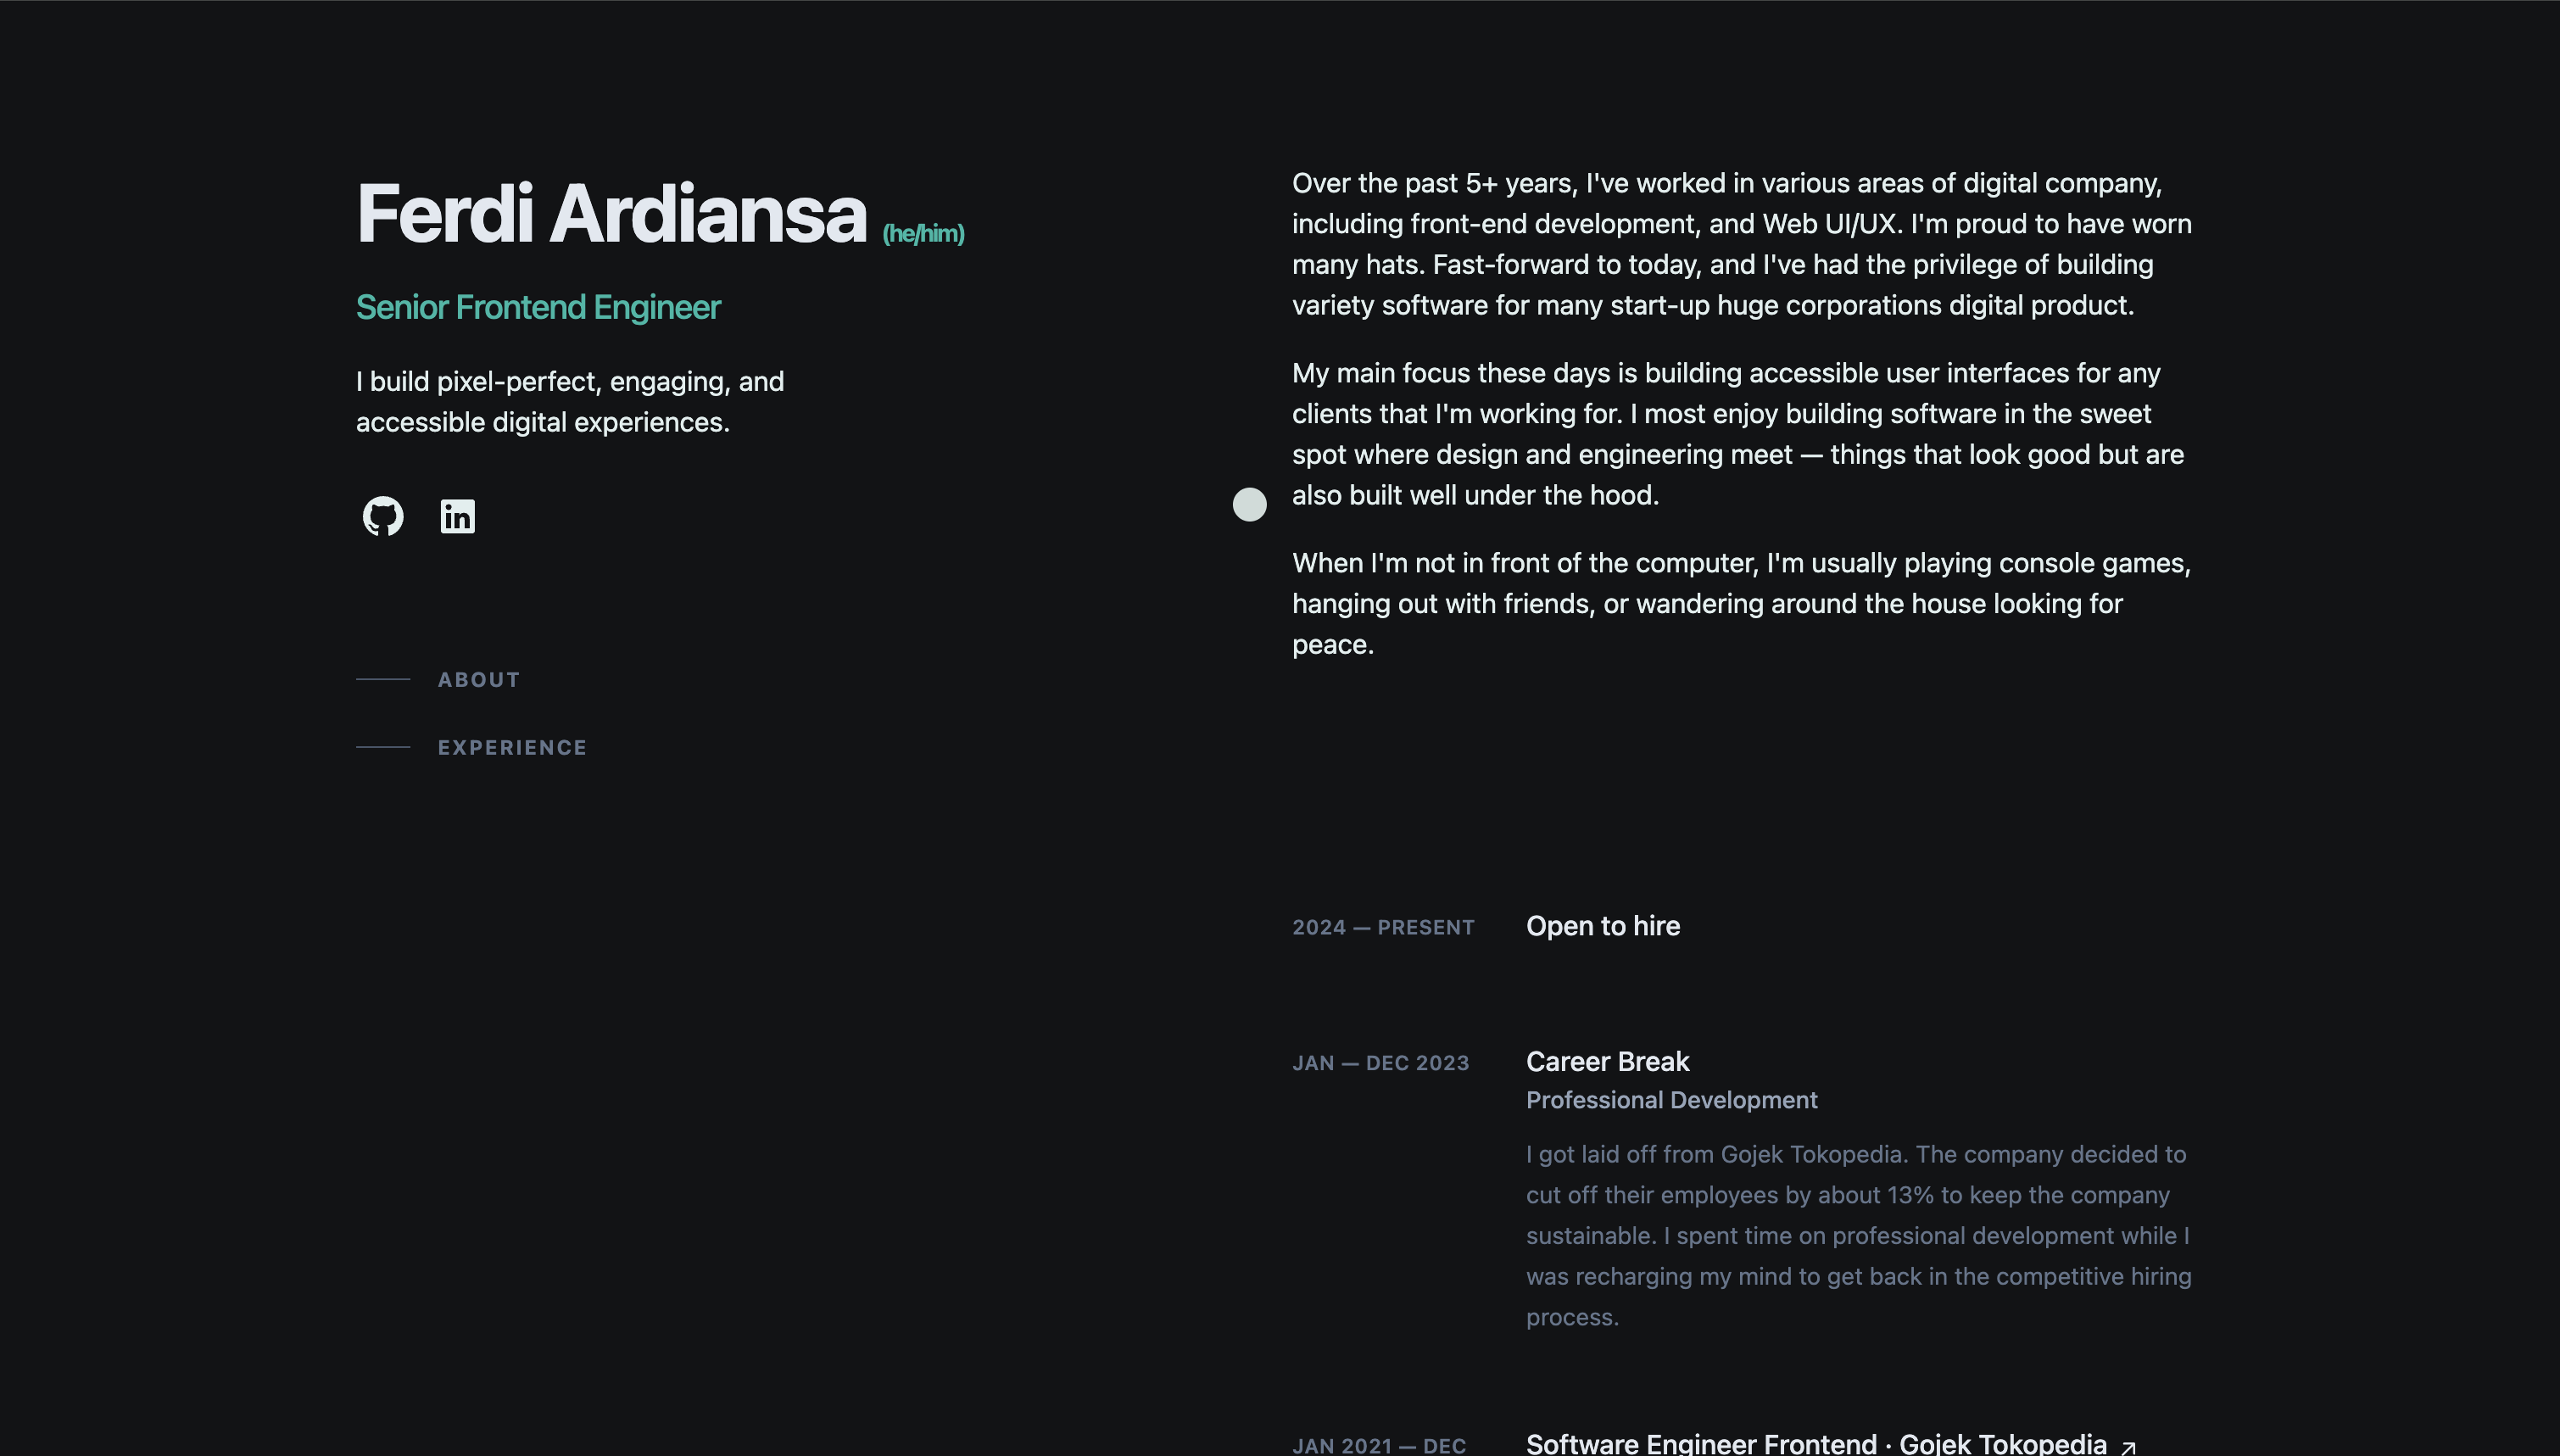 Ferdi Ardiansa (he/him)
Senior Frontend Engineer
I build pixel-perfect, engaging, and
accessible digital experiences.
in
ABOUT
EXPERIENCE
Over the past 5+ years, I've worked in various areas of digital company,
including front-end development, and Web UI/UX. I'm proud to have worn
many hats. Fast-forward to today, and I've had the privilege of building
variety software for many start-up huge corporations digital product.
My main focus these days is building accessible user interfaces for any
clients that I'm working for. I most enjoy building software in the sweet
spot where design and engineering meet — things that look good but are
also built well under the hood.
When I'm not in front of the computer, I'm usually playing console games,
hanging out with friends, or wandering around the house looking for
peace.
2024 — PRESENT
Open to hire
JAN — DEC 2023
Career Break
Professional Development
I got laid off from Gojek Tokopedia. The company decided to
cut off their employees by about 13% to keep the company
sustainable. I spent time on professional development while I
was recharging my mind to get back in the competitive hiring
process.
JAN 2021 — DEC
Software Engineer Frontend · Gojek Tokopedia